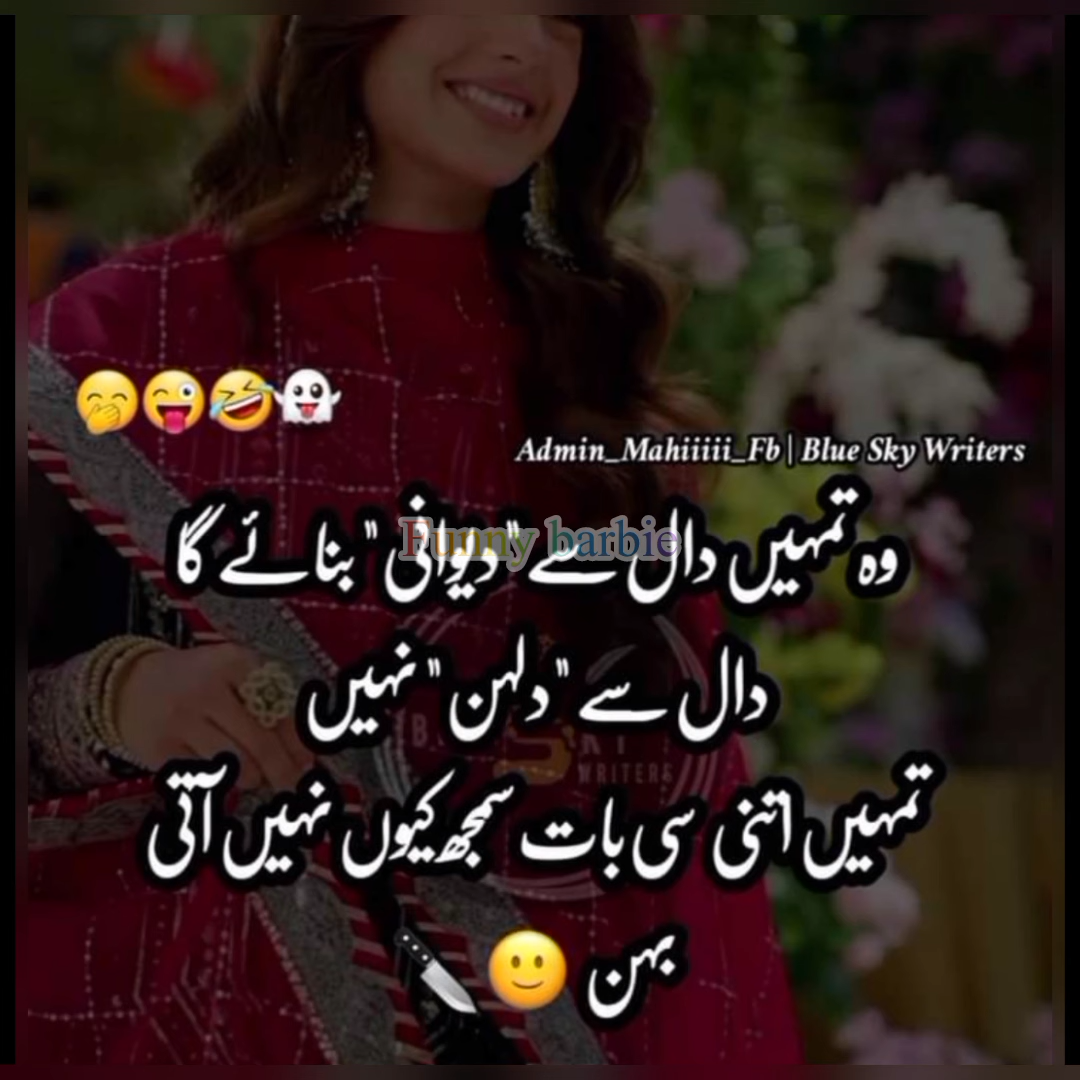 🤭😜🤣👻
Admin_Mahiiiii_Fb | Blue Sky Writers
وہ تمہیں دال سے "دیوانی" بنائے گا
Funny barbie
دال سے "دلہن" نہیں
WRITERS
تمہیں اتنی سی بات سمجھ کیوں نہیں آتی
بہن 🙂🔪